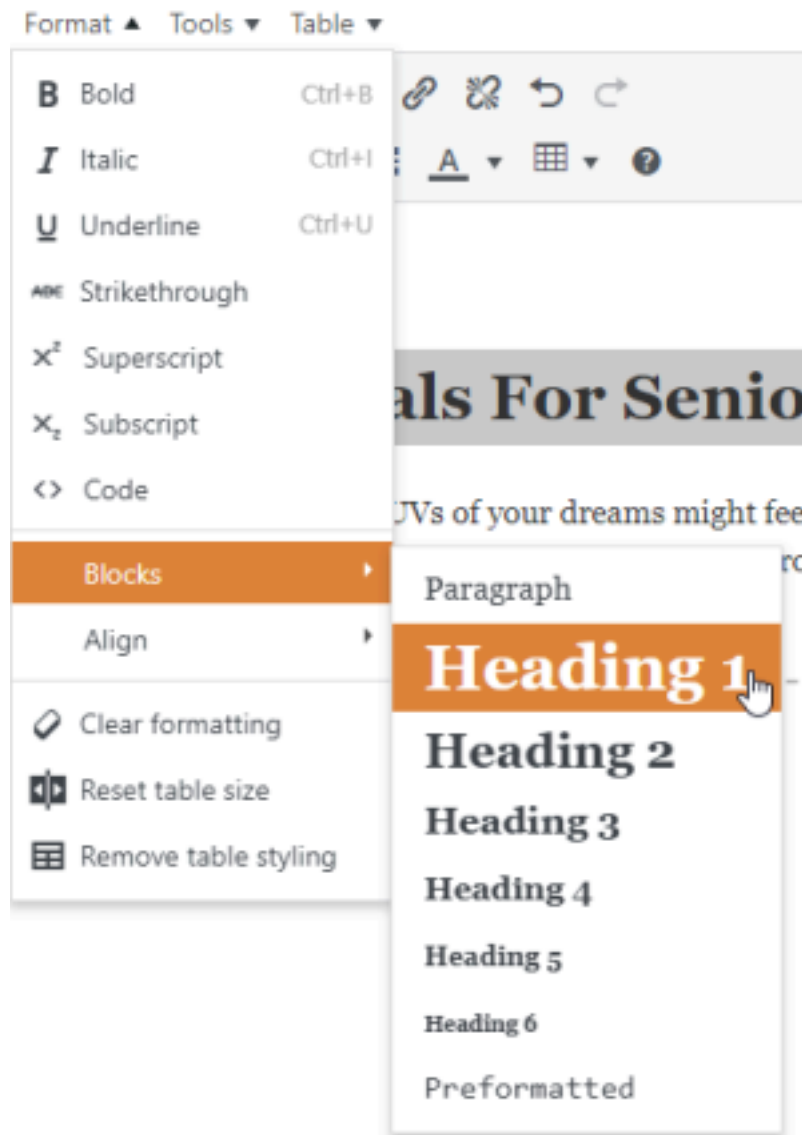 Format Tools Table
B Bold Ctrl+B
I Italic Ctrl+I
A
U Underline Ctrl+U
ABC Strikethrough
x² Superscript
als For Senio
x₂ Subscript
<> Code
UVs of your dreams might fee
Blocks
Paragraph
Align
Heading 1
Clear formatting
Heading 2
Reset table size
Heading 3
Remove table styling
Heading 4
Heading 5
Heading 6
Preformatted